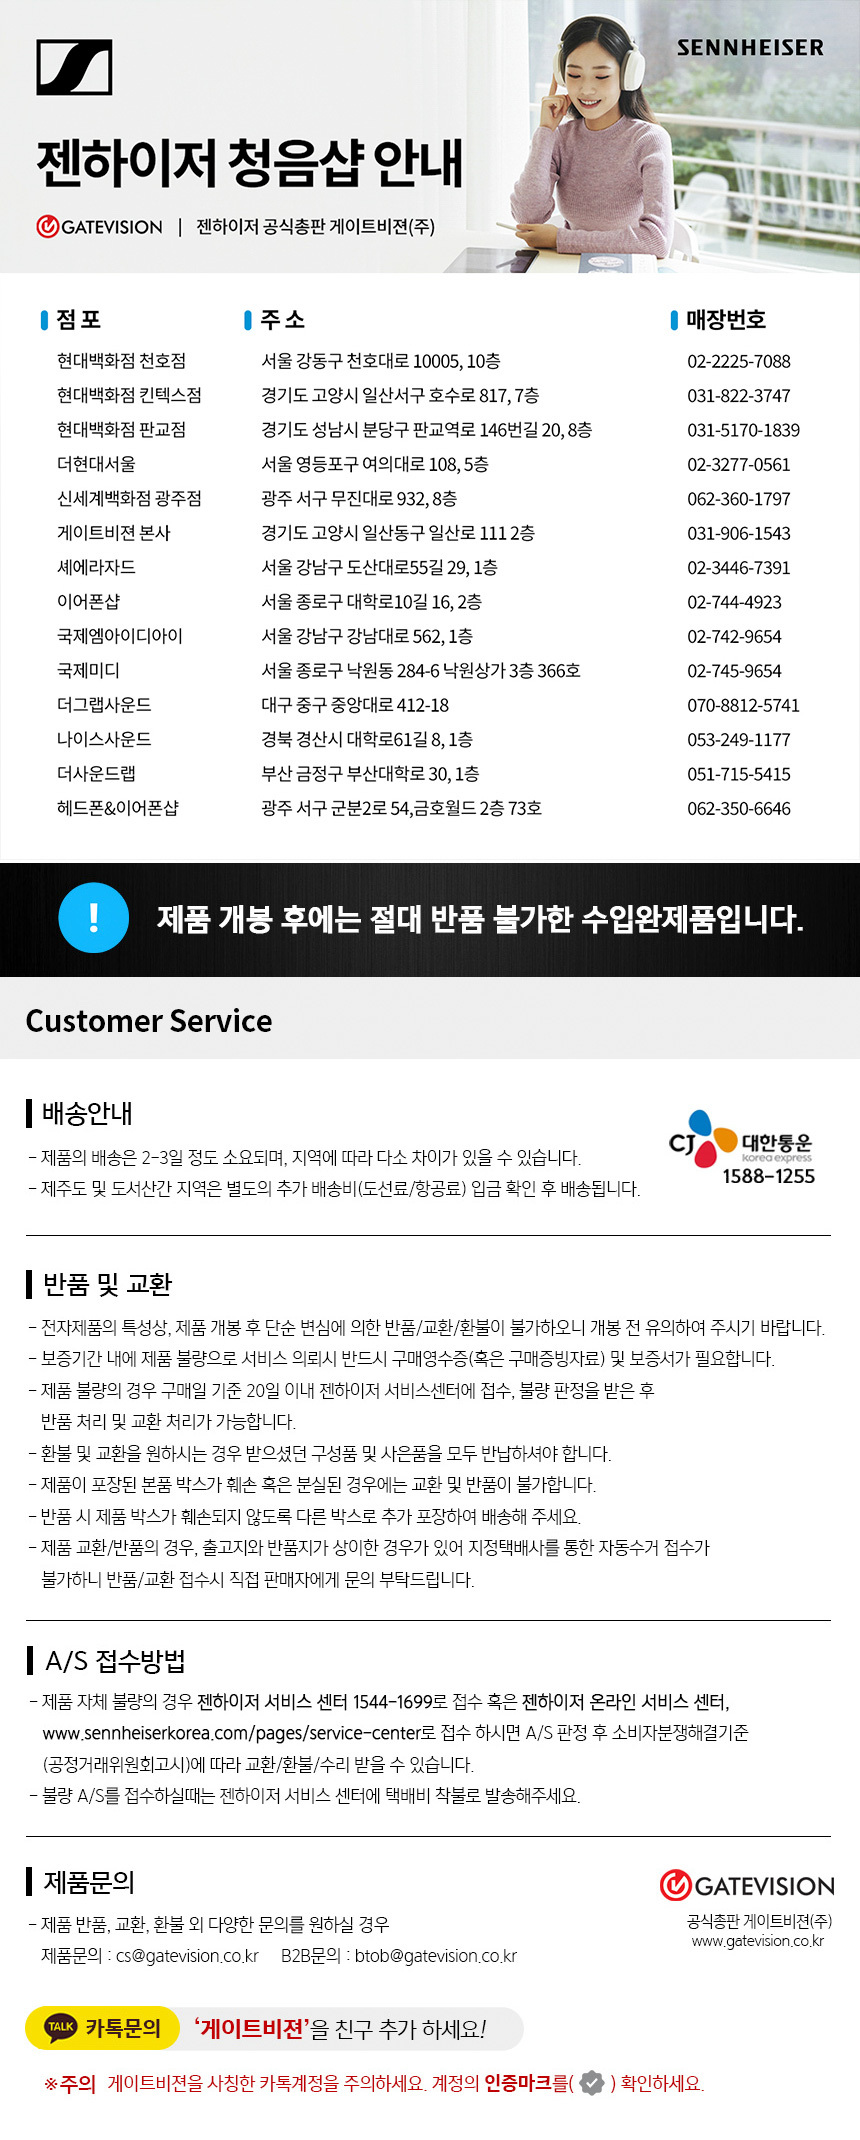 SENNHEISER
젠하이저 청음샵 안내
GATEVISION | 젠하이저 공식총판 게이트비젼(주)
점 포 주 소 매장번호
현대백화점 천호점 서울 강동구 천호대로 10005, 10층 02-2225-7088
현대백화점 킨텍스점 경기도 고양시 일산서구 호수로 817, 7층 031-822-3747
현대백화점 판교점 경기도 성남시 분당구 판교역로 146번길 20, 8층 031-5170-1839
더현대서울 서울 영등포구 여의대로 108, 5층 02-3277-0561
신세계백화점 광주점 광주 서구 무진대로 932, 8층 062-360-1797
게이트비젼 본사 경기도 고양시 일산동구 일산로 111 2층 031-906-1543
셰에라자드 서울 강남구 도산대로55길 29, 1층 02-3446-7391
이어폰샵 서울 종로구 대학로10길 16, 2층 02-744-4923
국제엠아이디아이 서울 강남구 강남대로 562, 1층 02-742-9654
국제미디 서울 종로구 낙원동 284-6 낙원상가 3층 366호 02-745-9654
더그랩사운드 대구 중구 중앙대로 412-18 070-8812-5741
나이스사운드 경북 경산시 대학로61길 8, 1층 053-249-1177
더사운드랩 부산 금정구 부산대학로 30, 1층 051-715-5415
헤드폰&이어폰샵 광주 서구 군분2로 54,금호월드 2층 73호 062-350-6646
! 제품 개봉 후에는 절대 반품 불가한 수입완제품입니다.
Customer Service
배송안내
- 제품의 배송은 2-3일 정도 소요되며, 지역에 따라 다소 차이가 있을 수 있습니다.
- 제주도 및 도서산간 지역은 별도의 추가 배송비(도선료/항공료) 입금 확인 후 배송됩니다.
CJ 대한통운
korea express
1588-1255
반품 및 교환
- 전자제품의 특성상, 제품 개봉 후 단순 변심에 의한 반품/교환/환불이 불가하오니 개봉 전 유의하여 주시기 바랍니다.
- 보증기간 내에 제품 불량으로 서비스 의뢰시 반드시 구매영수증(혹은 구매증빙자료) 및 보증서가 필요합니다.
- 제품 불량의 경우 구매일 기준 20일 이내 젠하이저 서비스센터에 접수, 불량 판정을 받은 후
반품 처리 및 교환 처리가 가능합니다.
- 환불 및 교환을 원하시는 경우 받으셨던 구성품 및 사은품을 모두 반납하셔야 합니다.
- 제품이 포장된 본품 박스가 훼손 혹은 분실된 경우에는 교환 및 반품이 불가합니다.
- 반품 시 제품 박스가 훼손되지 않도록 다른 박스로 추가 포장하여 배송해 주세요.
- 제품 교환/반품의 경우, 출고지와 반품지가 상이한 경우가 있어 지정택배사를 통한 자동수거 접수가
불가하니 반품/교환 접수시 직접 판매자에게 문의 부탁드립니다.
A/S 접수방법
- 제품 자체 불량의 경우 젠하이저 서비스 센터 1544-1699로 접수 혹은 젠하이저 온라인 서비스 센터,
www.sennheiserkorea.com/pages/service-center로 접수 하시면 A/S 판정 후 소비자분쟁해결기준
(공정거래위원회고시)에 따라 교환/환불/수리 받을 수 있습니다.
- 불량 A/S를 접수하실때는 젠하이저 서비스 센터에 택배비 착불로 발송해주세요.
제품문의
- 제품 반품, 교환, 환불 외 다양한 문의를 원하실 경우
제품문의 : cs@gatevision.co.kr B2B문의 : btob@gatevision.co.kr
GATEVISION
공식총판 게이트비젼(주)
www.gatevision.co.kr
TALK 카톡문의 '게이트비젼'을 친구 추가 하세요!
※주의 게이트비젼을 사칭한 카톡계정을 주의하세요. 계정의 인증마크를( ) 확인하세요.